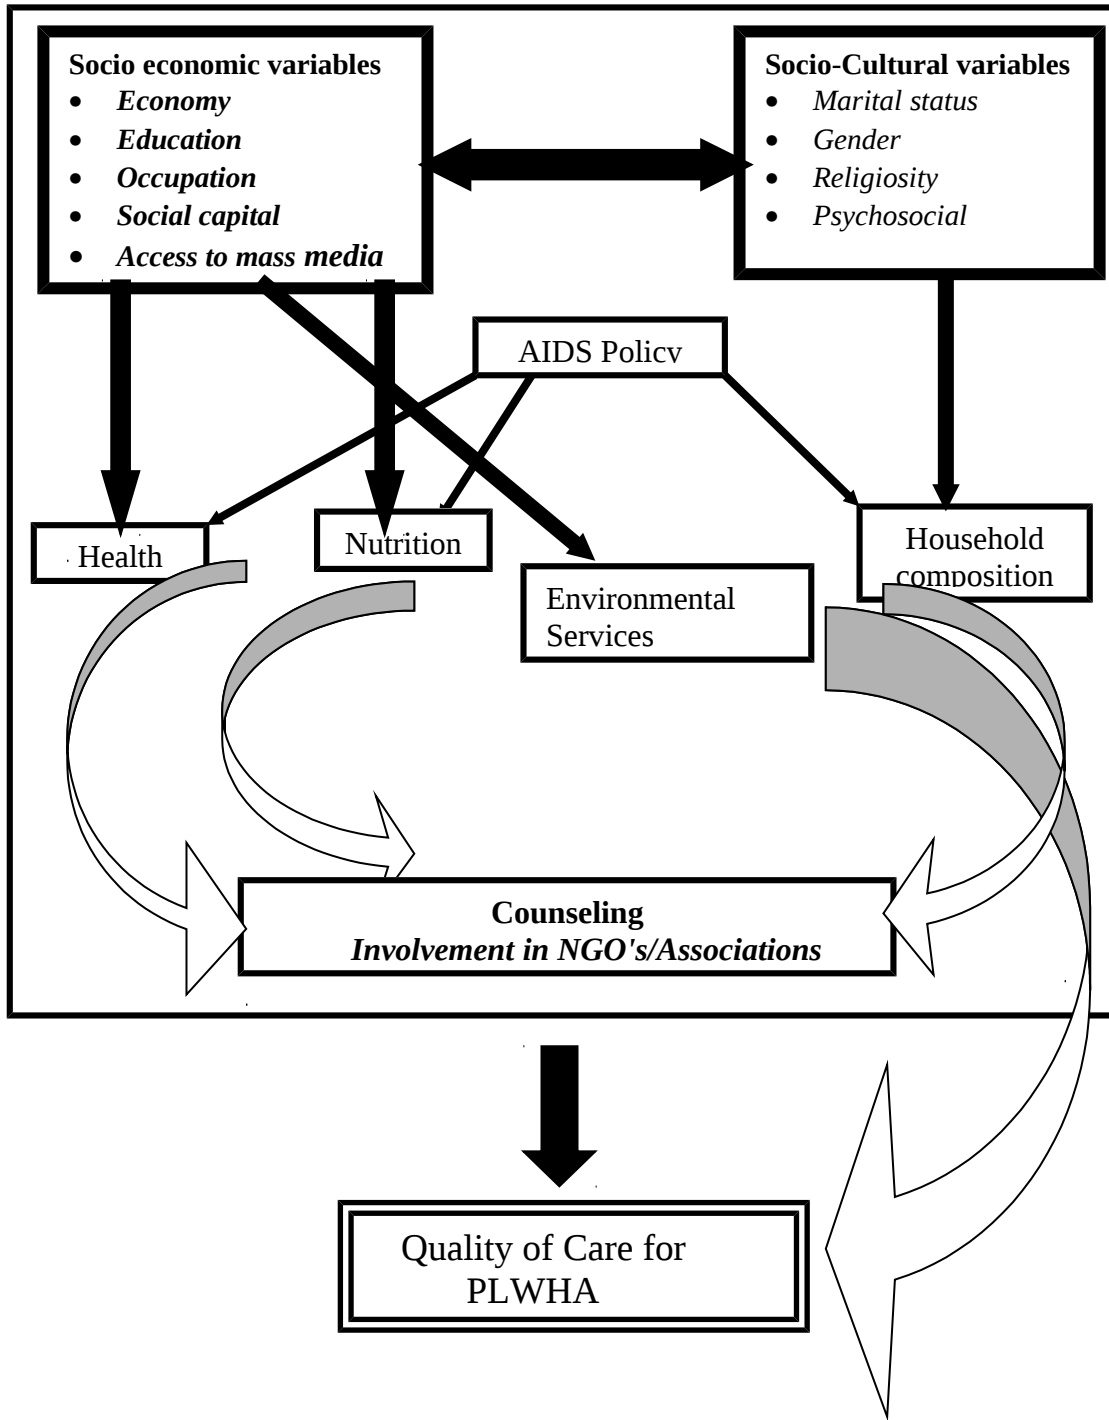 Socio economic variables
• Economy
• Education
• Occupation
• Social capital
• Access to mass media
Socio-Cultural variables
• Marital status
• Gender
• Religiosity
• Psychosocial
AIDS Policy
Health
Nutrition
Environmental
Services
Household
composition
Counseling
Involvement in NGO's/Associations
Quality of Care for
PLWHA